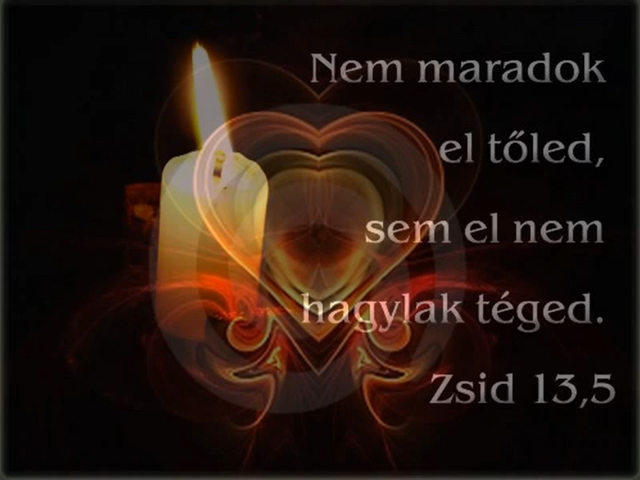 Nem maradok
el tőled,
sem el nem
hagylak téged.
Zsid 13,5